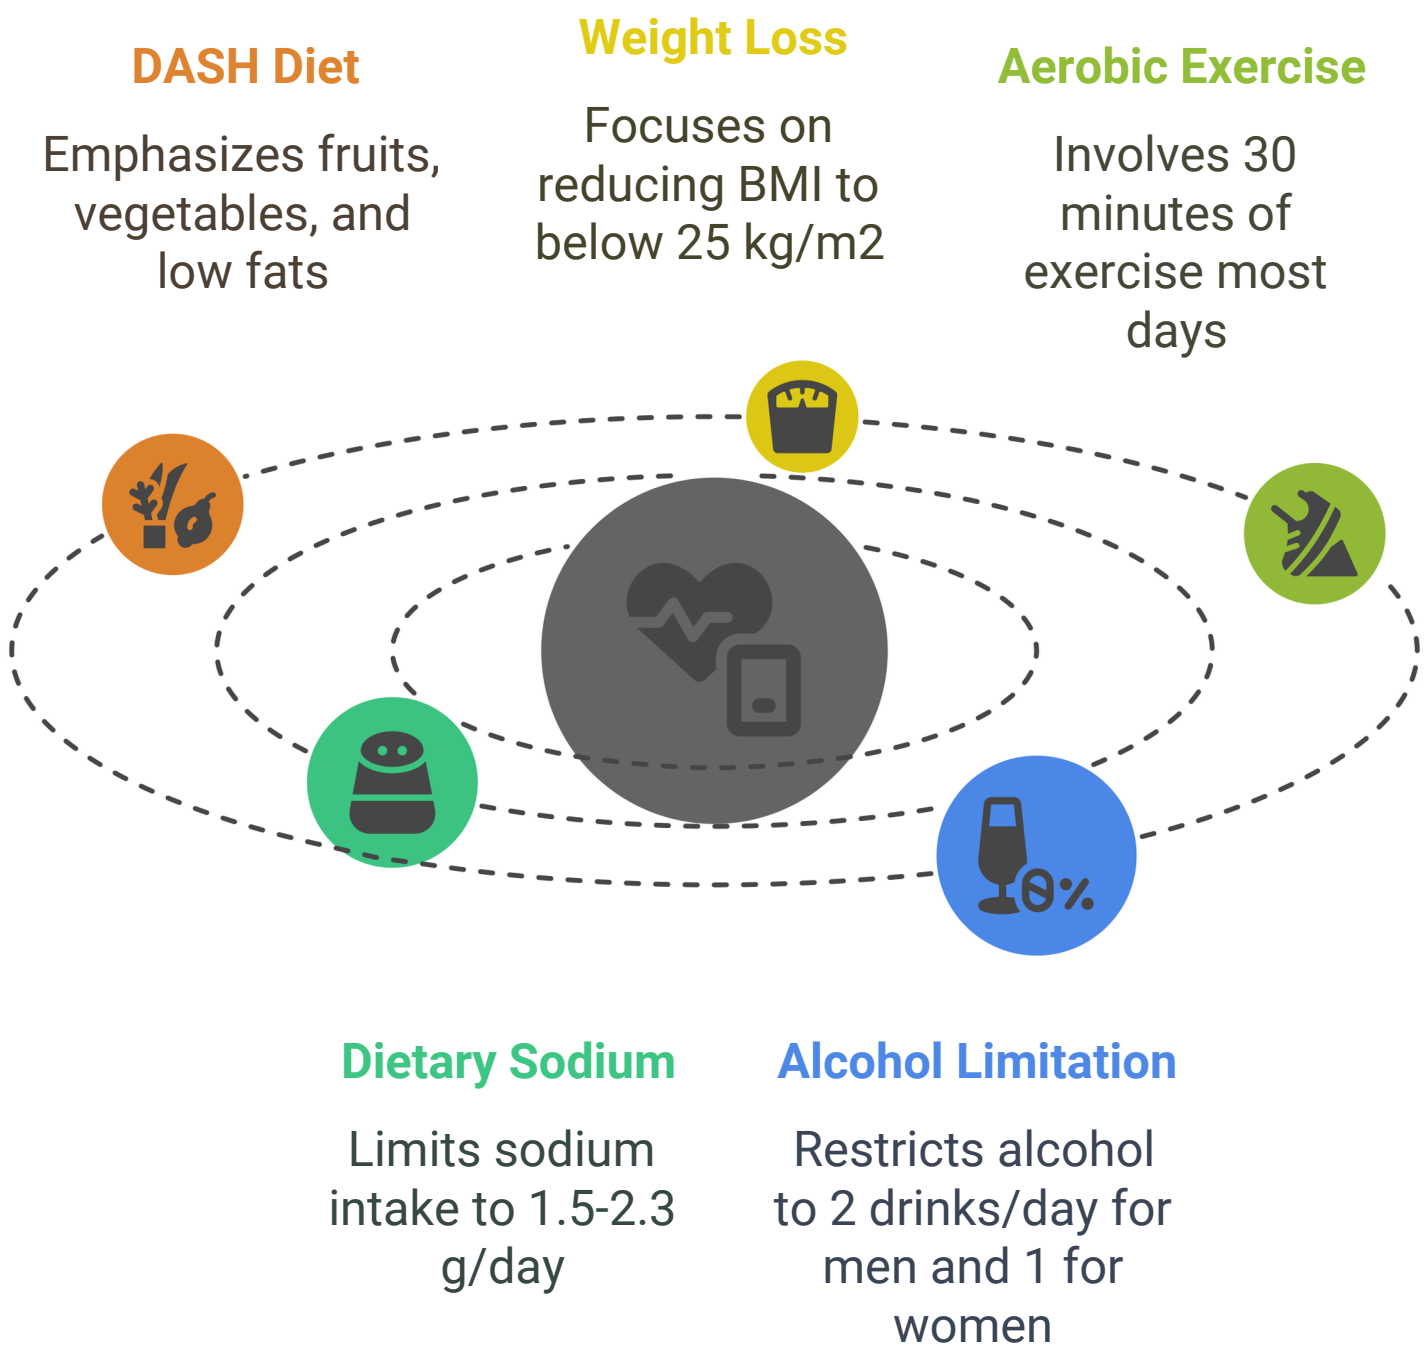 DASH Diet
Emphasizes fruits,
vegetables, and
low fats
Weight Loss
Focuses on
reducing BMI to
below 25 kg/m2
Aerobic Exercise
Involves 30
minutes of
exercise most
days
0%
Dietary Sodium
Limits sodium
intake to 1.5-2.3
g/day
Alcohol Limitation
Restricts alcohol
to 2 drinks/day for
men and 1 for
women